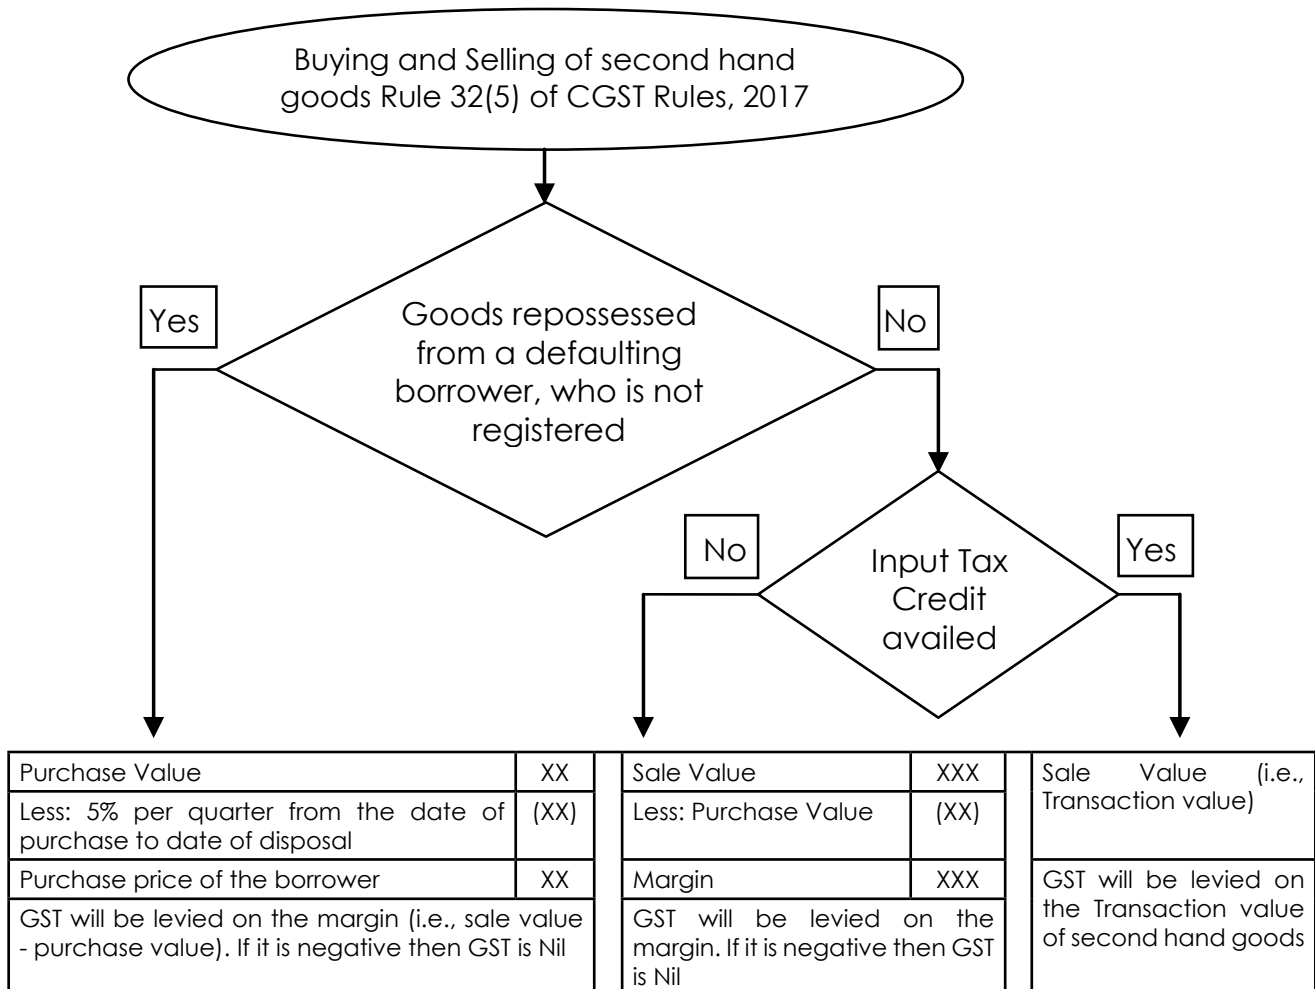 Buying and Selling of second hand
goods Rule 32(5) of CGST Rules, 2017
Yes
Goods repossessed
from a defaulting
borrower, who is not
registered
No
No
Input Tax
Credit
availed
Yes
Purchase Value XX
Less: 5% per quarter from the date of
purchase to date of disposal (XX)
Purchase price of the borrower XX
GST will be levied on the margin (i.e., sale value
- purchase value). If it is negative then GST is Nil
Sale Value XXX
Less: Purchase Value (XX)
Margin XXX
GST will be levied on the
margin. If it is negative then GST
is Nil
Sale Value (i.e.,
Transaction value)
GST will be levied on
the Transaction value
of second hand goods